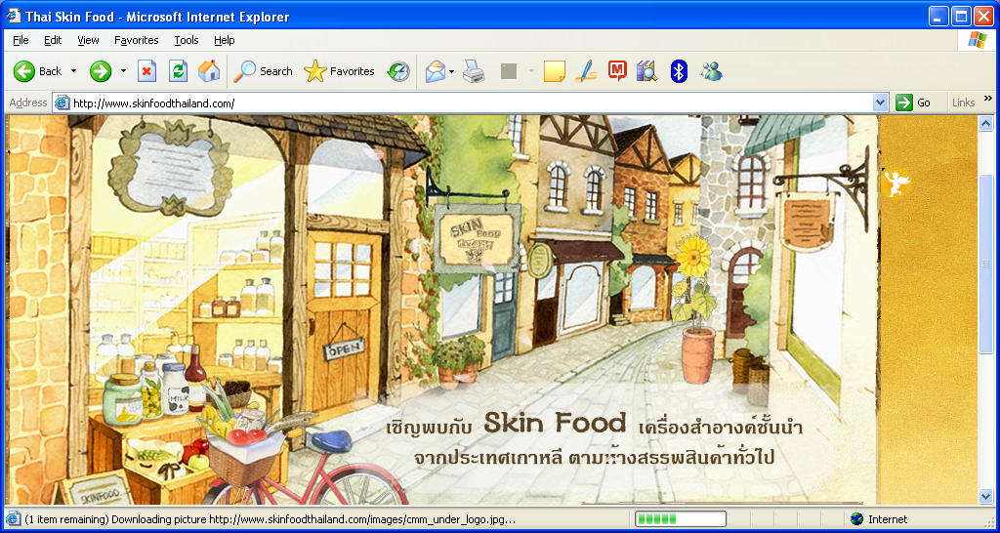 Thai Skin Food - Microsoft Internet Explorer
File Edit View Favorites Tools Help
Back Search Favorites
Address http://www.skinfoodthailand.com/ Go Links »
SKIN
FOOD
OPEN
MILK
SKINFOOD
เชิญพบกับ Skin Food เครื่องสำอางค์ชั้นนำ
จากประเทศเกาหลี ตามห้างสรรพสินค้าทั่วไป
(1 item remaining) Downloading picture http://www.skinfoodthailand.com/images/cmm_under_logo.jpg... Internet